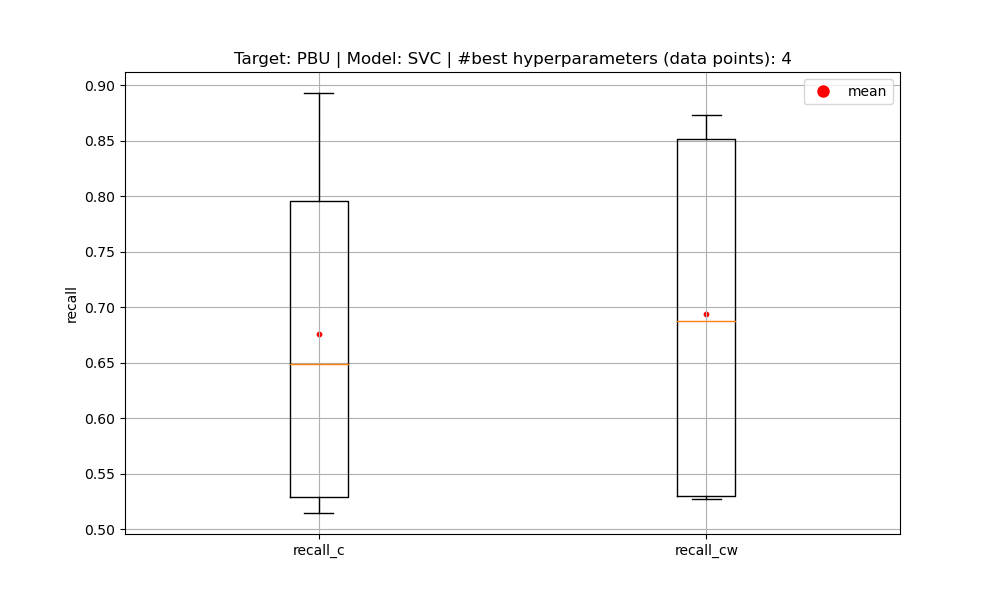 Target: PBU | Model: SVC | #best hyperparameters (data points): 4
mean
0.90
0.85
0.80
0.75
0.70
0.65
0.60
0.55
0.50
recall
recall_c
recall_cw